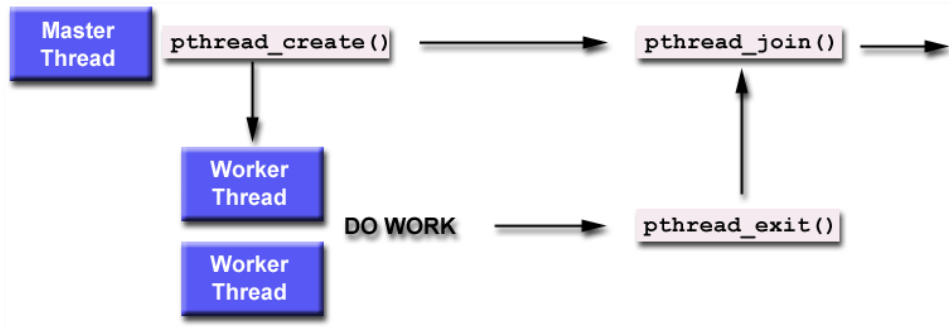 Master
Thread
pthread_create()
pthread_join()
Worker
Thread
DO WORK
pthread_exit()
Worker
Thread